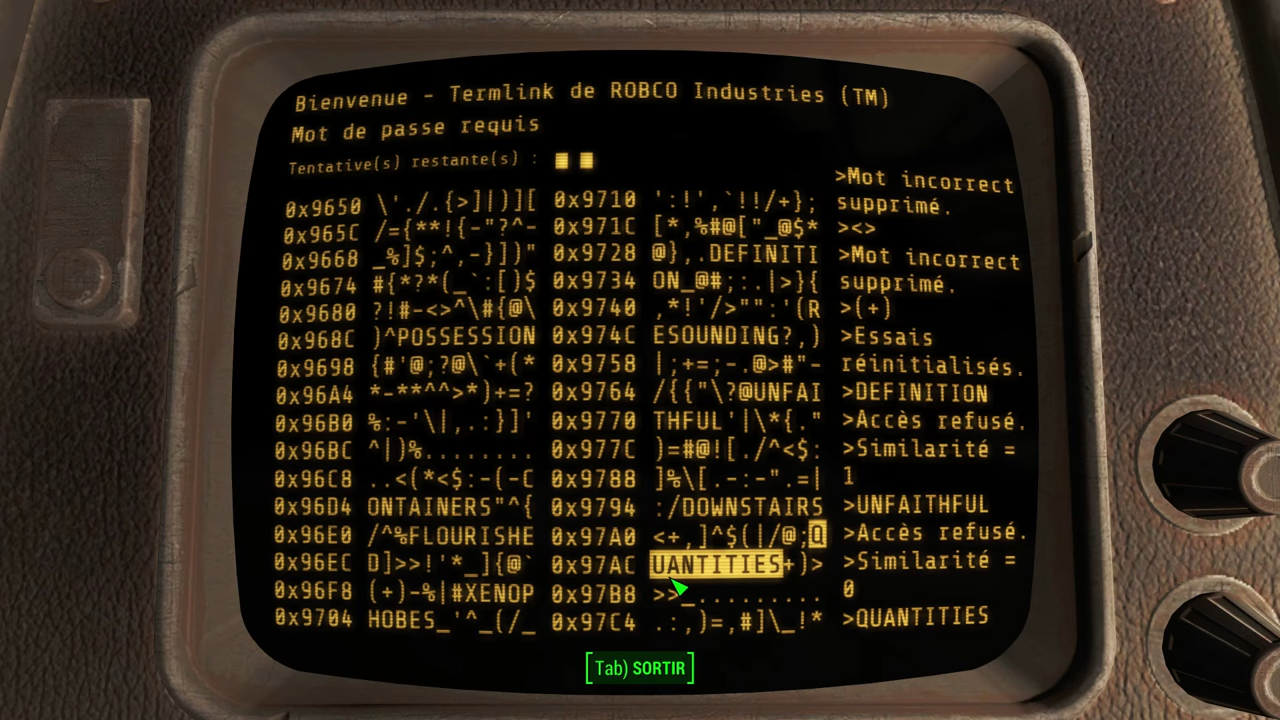 Bienvenue - Termlink de ROBCO Industries (TM)
Mot de passe requis
Tentative(s) restante(s) : ■ ■
0x9650 \'./.{>]|)][ 0x9710 ':!',`!!/+};
0x965C /={**!{-"?^- 0x971C [*,%#@["_@$*
0x9668 _%]$;^,-}])" 0x9728 @},.DEFINITI
0x9674 #{*?*(_`:[)$ 0x9734 ON_@#;:.|>}{
0x9680 ?!#-<>^\#{@\ 0x9740 ,*!'/>"":'(R
0x968C )^POSSESSION 0x974C ESOUNDING?,)
0x9698 {#'@;?@\`+(* 0x9758 |;+=;-.@>#"-
0x96A4 *-**^^>*)+=? 0x9764 /{{"\?@UNFAI
0x96B0 %:-'\|,.:}]' 0x9770 THFUL'|\*{."
0x96BC ^|)%........ 0x977C )=#@![./^<$:
0x96C8 ..<(*<$:-(-C 0x9788 ]%\[.-:-".=|
0x96D4 ONTAINERS"^{ 0x9794 :/DOWNSTAIRS
0x96E0 /^%FLOURISHE 0x97A0 <+,]^$(|/@;Q
0x96EC D]>>!'*_]{@` 0x97AC UANTITIES+)>
0x96F8 (+)-%|#XENOP 0x97B8 >>_.........
0x9704 HOBES_'^_(/_ 0x97C4 .:,)=,#]\_!*
>Mot incorrect
supprimé.
><>
>Mot incorrect
supprimé.
>(+)
>Essais
réinitialisés.
>DEFINITION
>Accès refusé.
>Similarité =
1
>UNFAITHFUL
>Accès refusé.
>Similarité =
0
>QUANTITIES
Tab) SORTIR